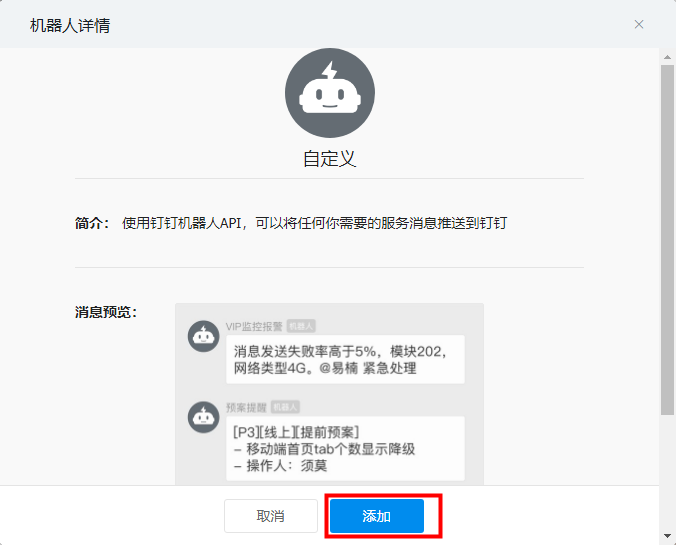 机器人详情
自定义
简介： 使用钉钉机器人API，可以将任何你需要的服务消息推送到钉钉
消息预览：
VIP监控报警 机器人
消息发送失败率高于5%，模块202，
网络类型4G。@易楠 紧急处理
预案提醒 机器人
[P3][线上][提前预案]
- 移动端首页tab个数显示降级
- 操作人：须莫
取消 添加